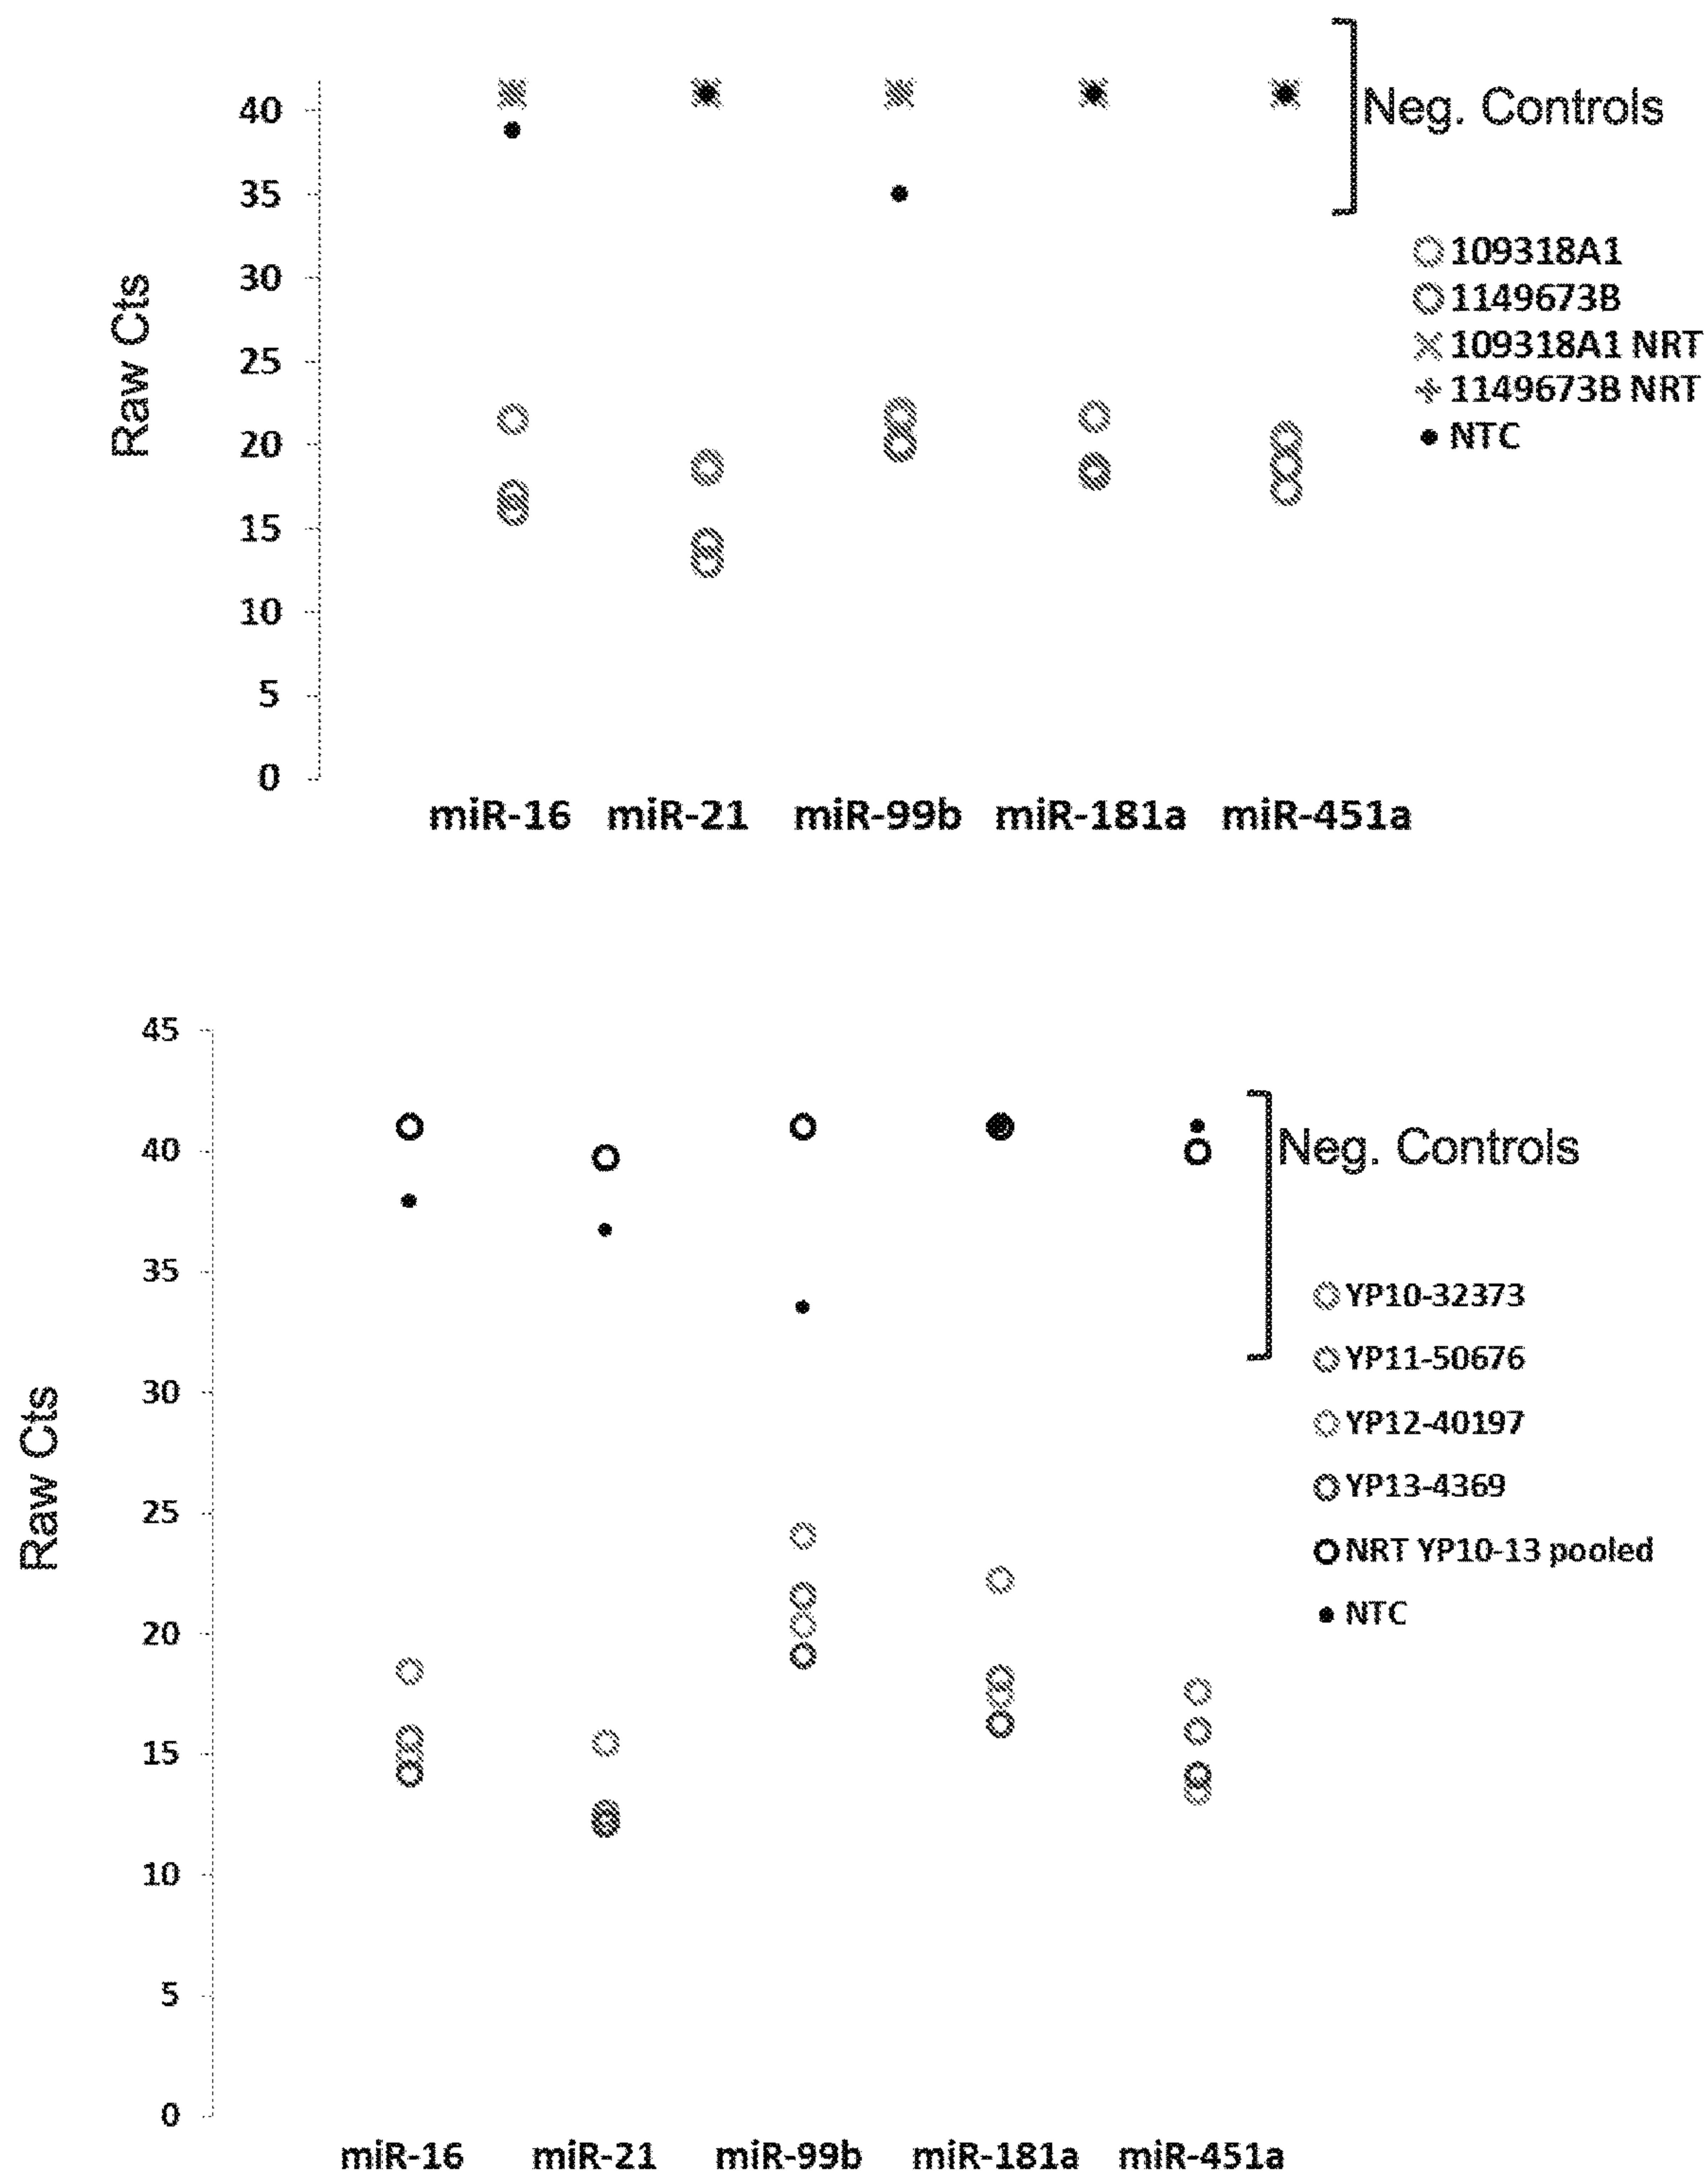 40
35
30
25
20
15
10
5
0
Raw Cts
Neg. Controls
109318A1
1149673B
109318A1 NRT
1149673B NRT
NTC
miR-16 miR-21 miR-99b miR-181a miR-451a
45
40
35
30
25
20
15
10
5
0
Raw Cts
Neg. Controls
YP10-32373
YP11-50676
YP12-40197
YP13-4369
NRT YP10-13 pooled
NTC
miR-16 miR-21 miR-99b miR-181a miR-451a